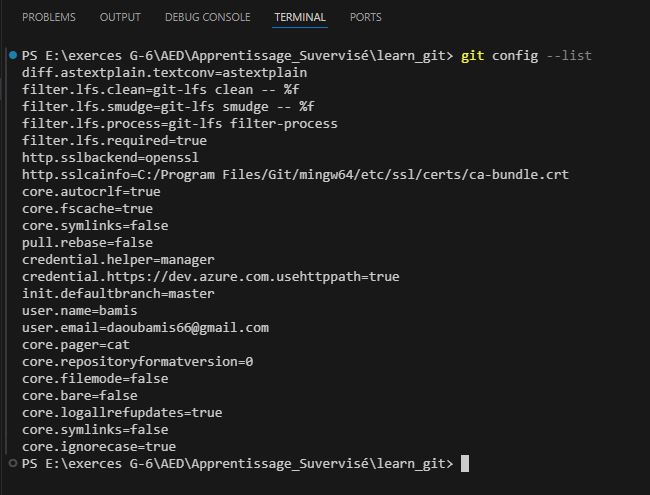 PROBLEMS OUTPUT DEBUG CONSOLE TERMINAL PORTS
PS E:\exerces G-6\AED\Apprentissage_Suvervisé\learn_git> git config --list
diff.astextplain.textconv=astextplain
filter.lfs.clean=git-lfs clean -- %f
filter.lfs.smudge=git-lfs smudge -- %f
filter.lfs.process=git-lfs filter-process
filter.lfs.required=true
http.sslbackend=openssl
http.sslcainfo=C:/Program Files/Git/mingw64/etc/ssl/certs/ca-bundle.crt
core.autocrlf=true
core.fscache=true
core.symlinks=false
pull.rebase=false
credential.helper=manager
credential.https://dev.azure.com.usehttppath=true
init.defaultbranch=master
user.name=bamis
user.email=daoubamis66@gmail.com
core.pager=cat
core.repositoryformatversion=0
core.filemode=false
core.bare=false
core.logallrefupdates=true
core.symlinks=false
core.ignorecase=true
PS E:\exerces G-6\AED\Apprentissage_Suvervisé\learn_git>